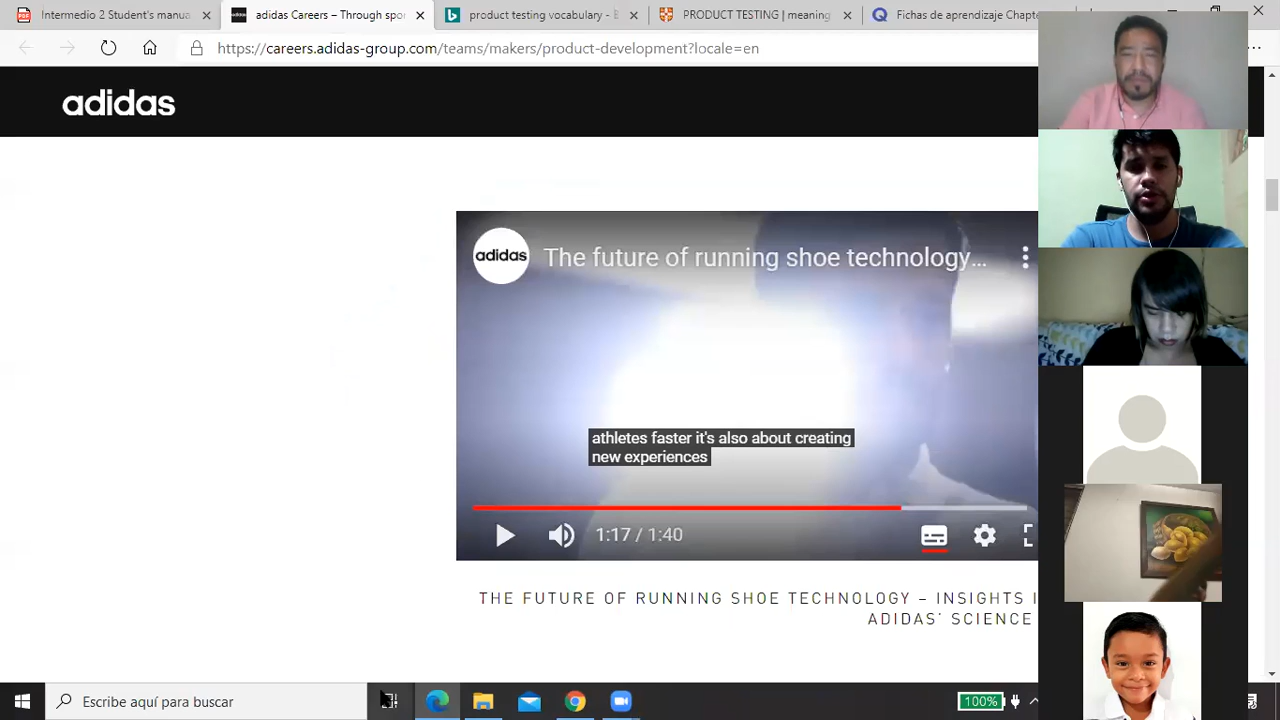 Intermedio 2 Student's manu
adidas Careers – Through spo
product testing vocabulary - B
PRODUCT TESTING | meaning
Fichas de aprendizaje Chapte
https://careers.adidas-group.com/teams/makers/product-development?locale=en
adidas
adidas
The future of running shoe technology...
athletes faster it's also about creating
new experiences
1:17 / 1:40
THE FUTURE OF RUNNING SHOE TECHNOLOGY – INSIGHTS I
ADIDAS' SCIENCE
Escribe aquí para buscar
100%